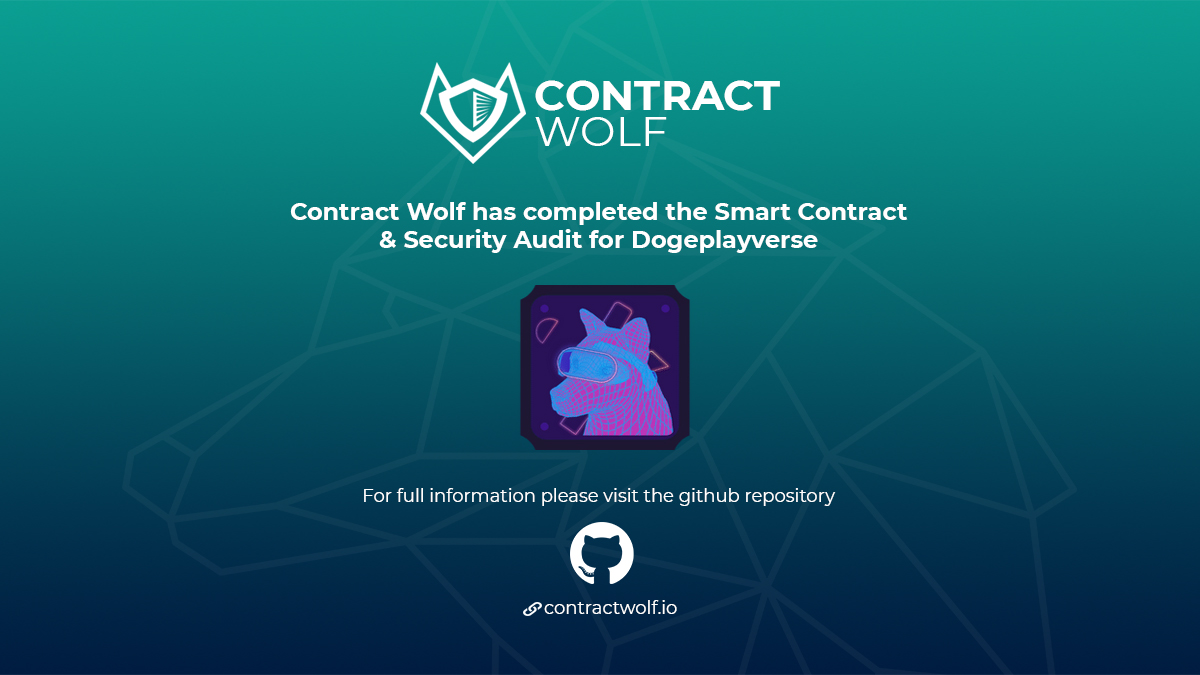 CONTRACT
WOLF
Contract Wolf has completed the Smart Contract
& Security Audit for Dogeplayverse
For full information please visit the github repository
contractwolf.io